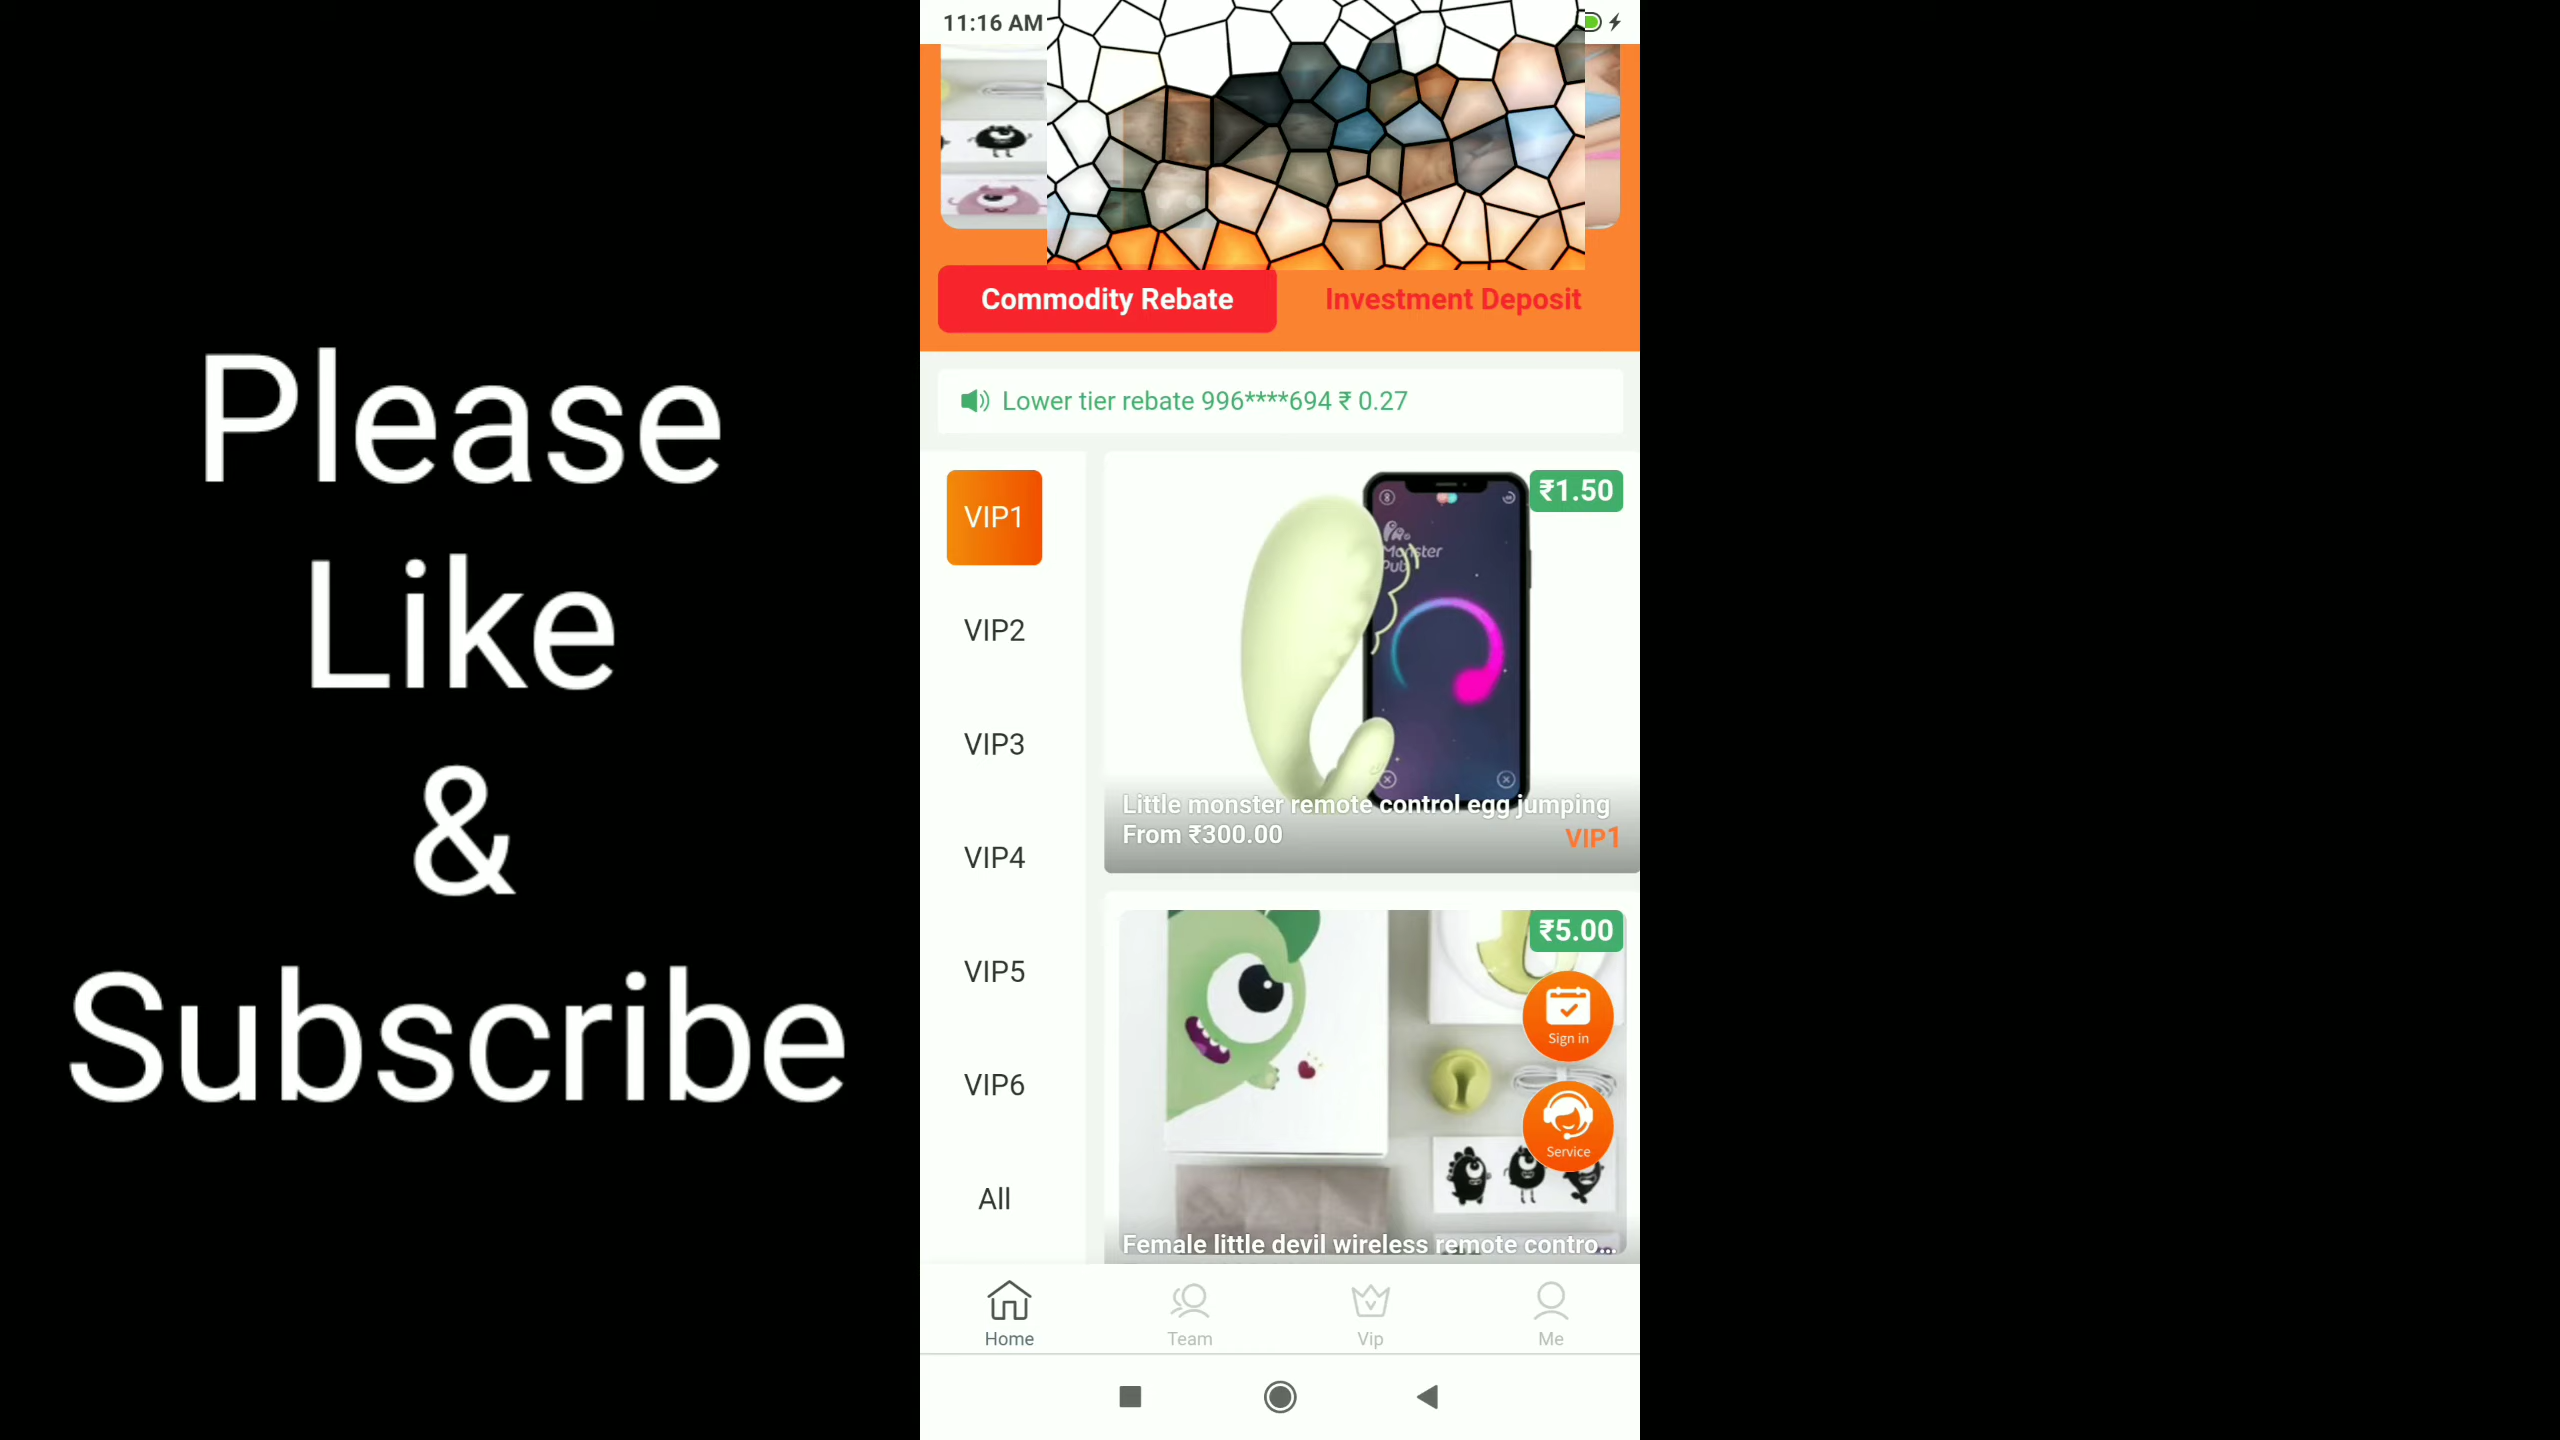 Please
Like
&
Subscribe
11:16 AM
Commodity Rebate
Investment Deposit
Lower tier rebate 996****694 ₹ 0.27
VIP1
VIP2
VIP3
VIP4
VIP5
VIP6
All
₹1.50
Monster
Pub
Little monster remote control egg jumping
From ₹300.00
VIP1
₹5.00
Sign in
Service
Female little devil wireless remote contro...
Home
Team
Vip
Me